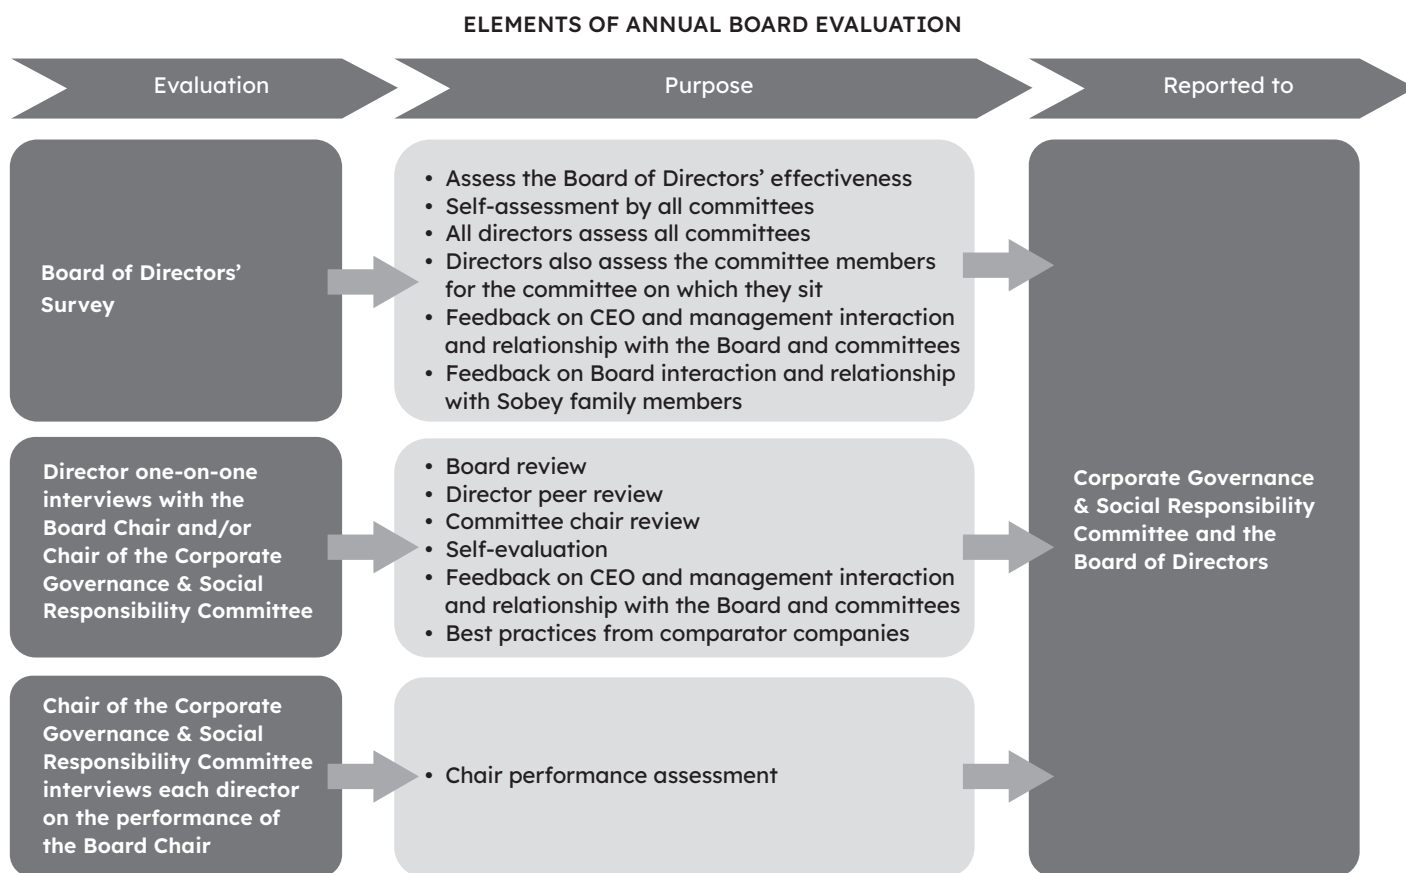 ELEMENTS OF ANNUAL BOARD EVALUATION
Evaluation
Purpose
Reported to
Board of Directors’
Survey
• Assess the Board of Directors’ effectiveness
• Self-assessment by all committees
• All directors assess all committees
• Directors also assess the committee members
for the committee on which they sit
• Feedback on CEO and management interaction
and relationship with the Board and committees
• Feedback on Board interaction and relationship
with Sobey family members
Director one-on-one
interviews with the
Board Chair and/or
Chair of the Corporate
Governance & Social
Responsibility Committee
• Board review
• Director peer review
• Committee chair review
• Self-evaluation
• Feedback on CEO and management interaction
and relationship with the Board and committees
• Best practices from comparator companies
Chair of the Corporate
Governance & Social
Responsibility Committee
interviews each director
on the performance of
the Board Chair
• Chair performance assessment
Corporate Governance
& Social Responsibility
Committee and the
Board of Directors